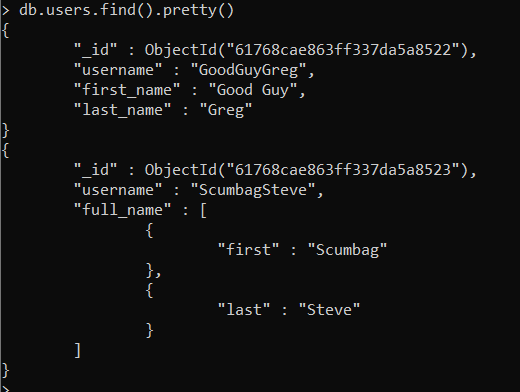 > db.users.find().pretty()
{
        "_id" : ObjectId("61768cae863ff337da5a8522"),
        "username" : "GoodGuyGreg",
        "first_name" : "Good Guy",
        "last_name" : "Greg"
}
{
        "_id" : ObjectId("61768cae863ff337da5a8523"),
        "username" : "ScumbagSteve",
        "full_name" : [
                {
                        "first" : "Scumbag"
                },
                {
                        "last" : "Steve"
                }
        ]
}
>